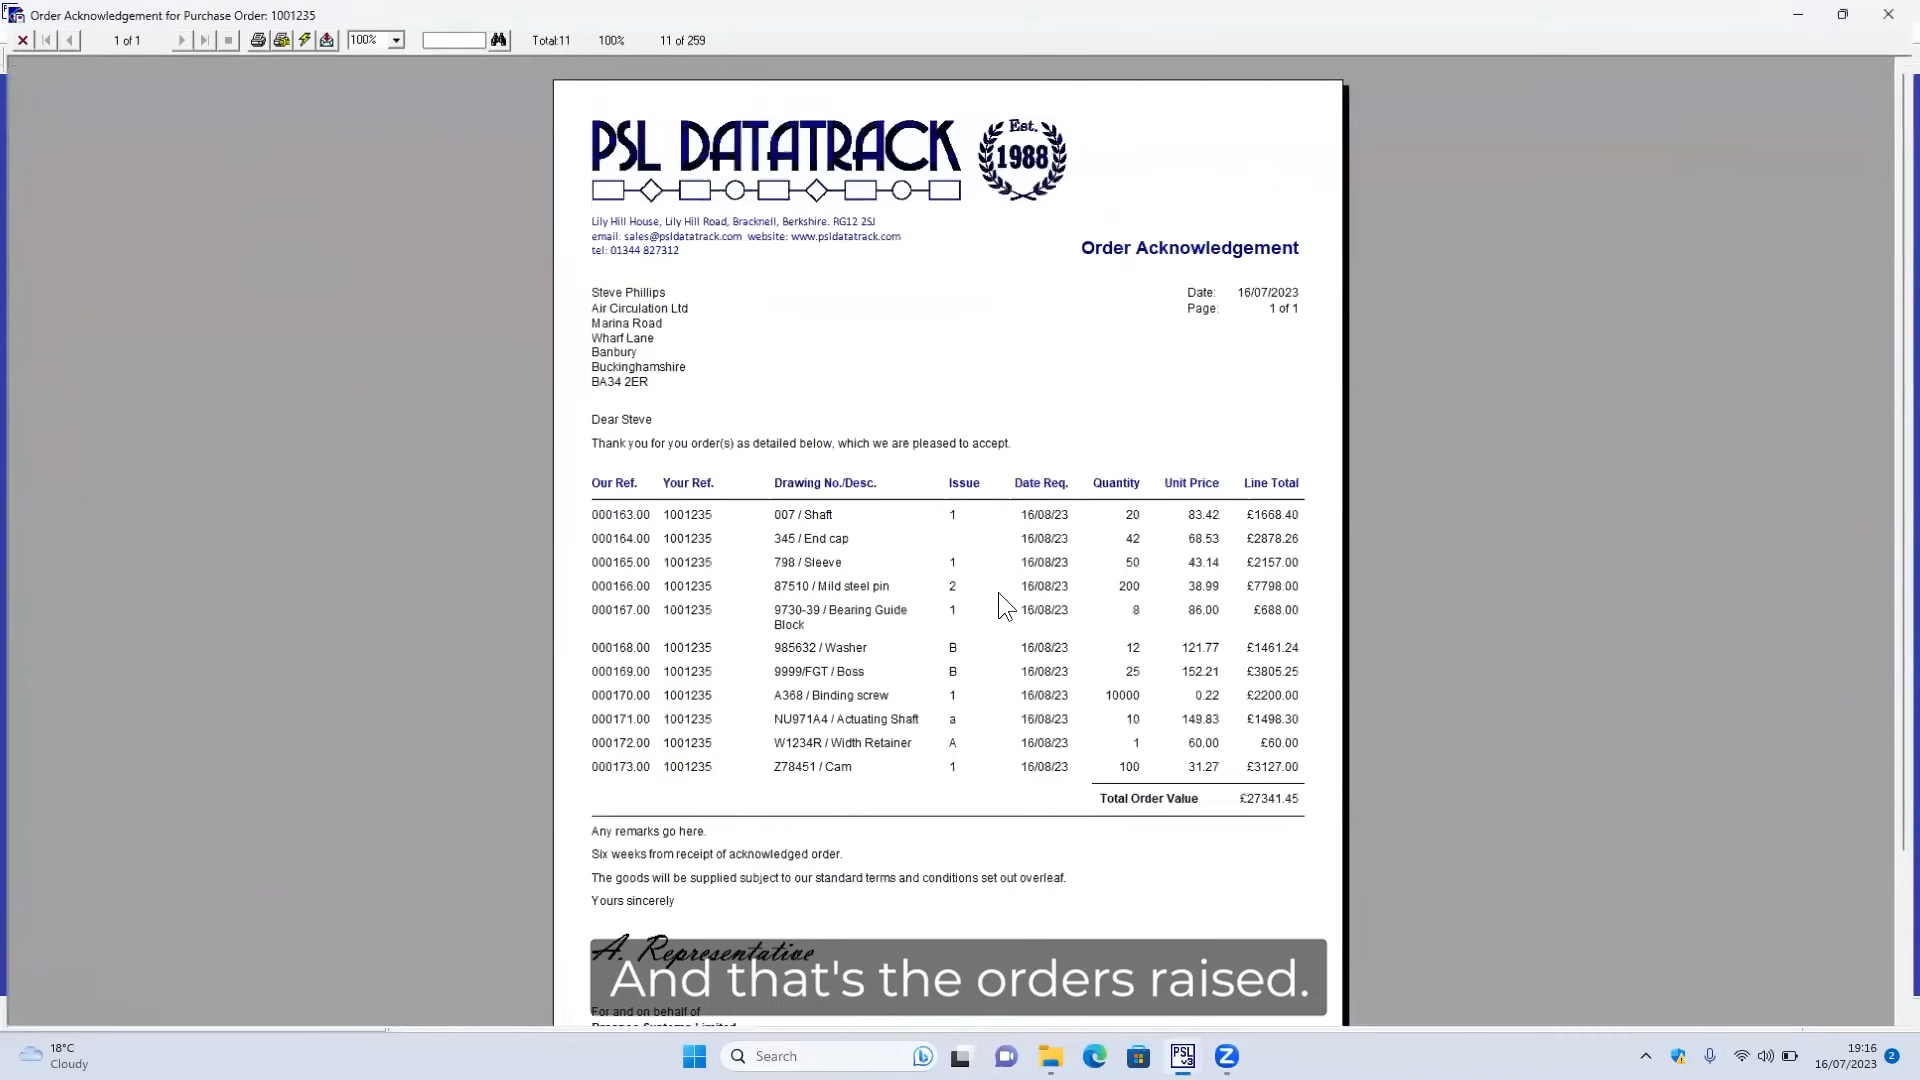 Order Acknowledgement for Purchase Order: 1001235
1 of 1 100% Total:11 100% 11 of 259
PSL DATATRACK
Est. 1988
Lily Hill House, Lily Hill Road, Bracknell, Berkshire. RG12 2SJ
email: sales@psldatatrack.com website: www.psldatatrack.com
tel: 01344 827312
Order Acknowledgement
Steve Phillips
Air Circulation Ltd
Marina Road
Wharf Lane
Banbury
Buckinghamshire
BA34 2ER
Date: 16/07/2023
Page: 1 of 1
Dear Steve
Thank you for you order(s) as detailed below, which we are pleased to accept.
Our Ref. Your Ref. Drawing No./Desc. Issue Date Req. Quantity Unit Price Line Total
000163.00 1001235 007 / Shaft 1 16/08/23 20 83.42 £1668.40
000164.00 1001235 345 / End cap 16/08/23 42 68.53 £2878.26
000165.00 1001235 798 / Sleeve 1 16/08/23 50 43.14 £2157.00
000166.00 1001235 87510 / Mild steel pin 2 16/08/23 200 38.99 £7798.00
000167.00 1001235 9730-39 / Bearing Guide 1 16/08/23 8 86.00 £688.00
Block
000168.00 1001235 985632 / Washer B 16/08/23 12 121.77 £1461.24
000169.00 1001235 9999/FGT / Boss B 16/08/23 25 152.21 £3805.25
000170.00 1001235 A368 / Binding screw 1 16/08/23 10000 0.22 £2200.00
000171.00 1001235 NU971A4 / Actuating Shaft a 16/08/23 10 149.83 £1498.30
000172.00 1001235 W1234R / Width Retainer A 16/08/23 1 60.00 £60.00
000173.00 1001235 Z78451 / Cam 1 16/08/23 100 31.27 £3127.00
Total Order Value £27341.45
Any remarks go here.
Six weeks from receipt of acknowledged order.
The goods will be supplied subject to our standard terms and conditions set out overleaf.
Yours sincerely
A. Representative
And that's the orders raised.
For and on behalf of
18°C
Cloudy
Search
PSL v3
19:16
16/07/2023
2